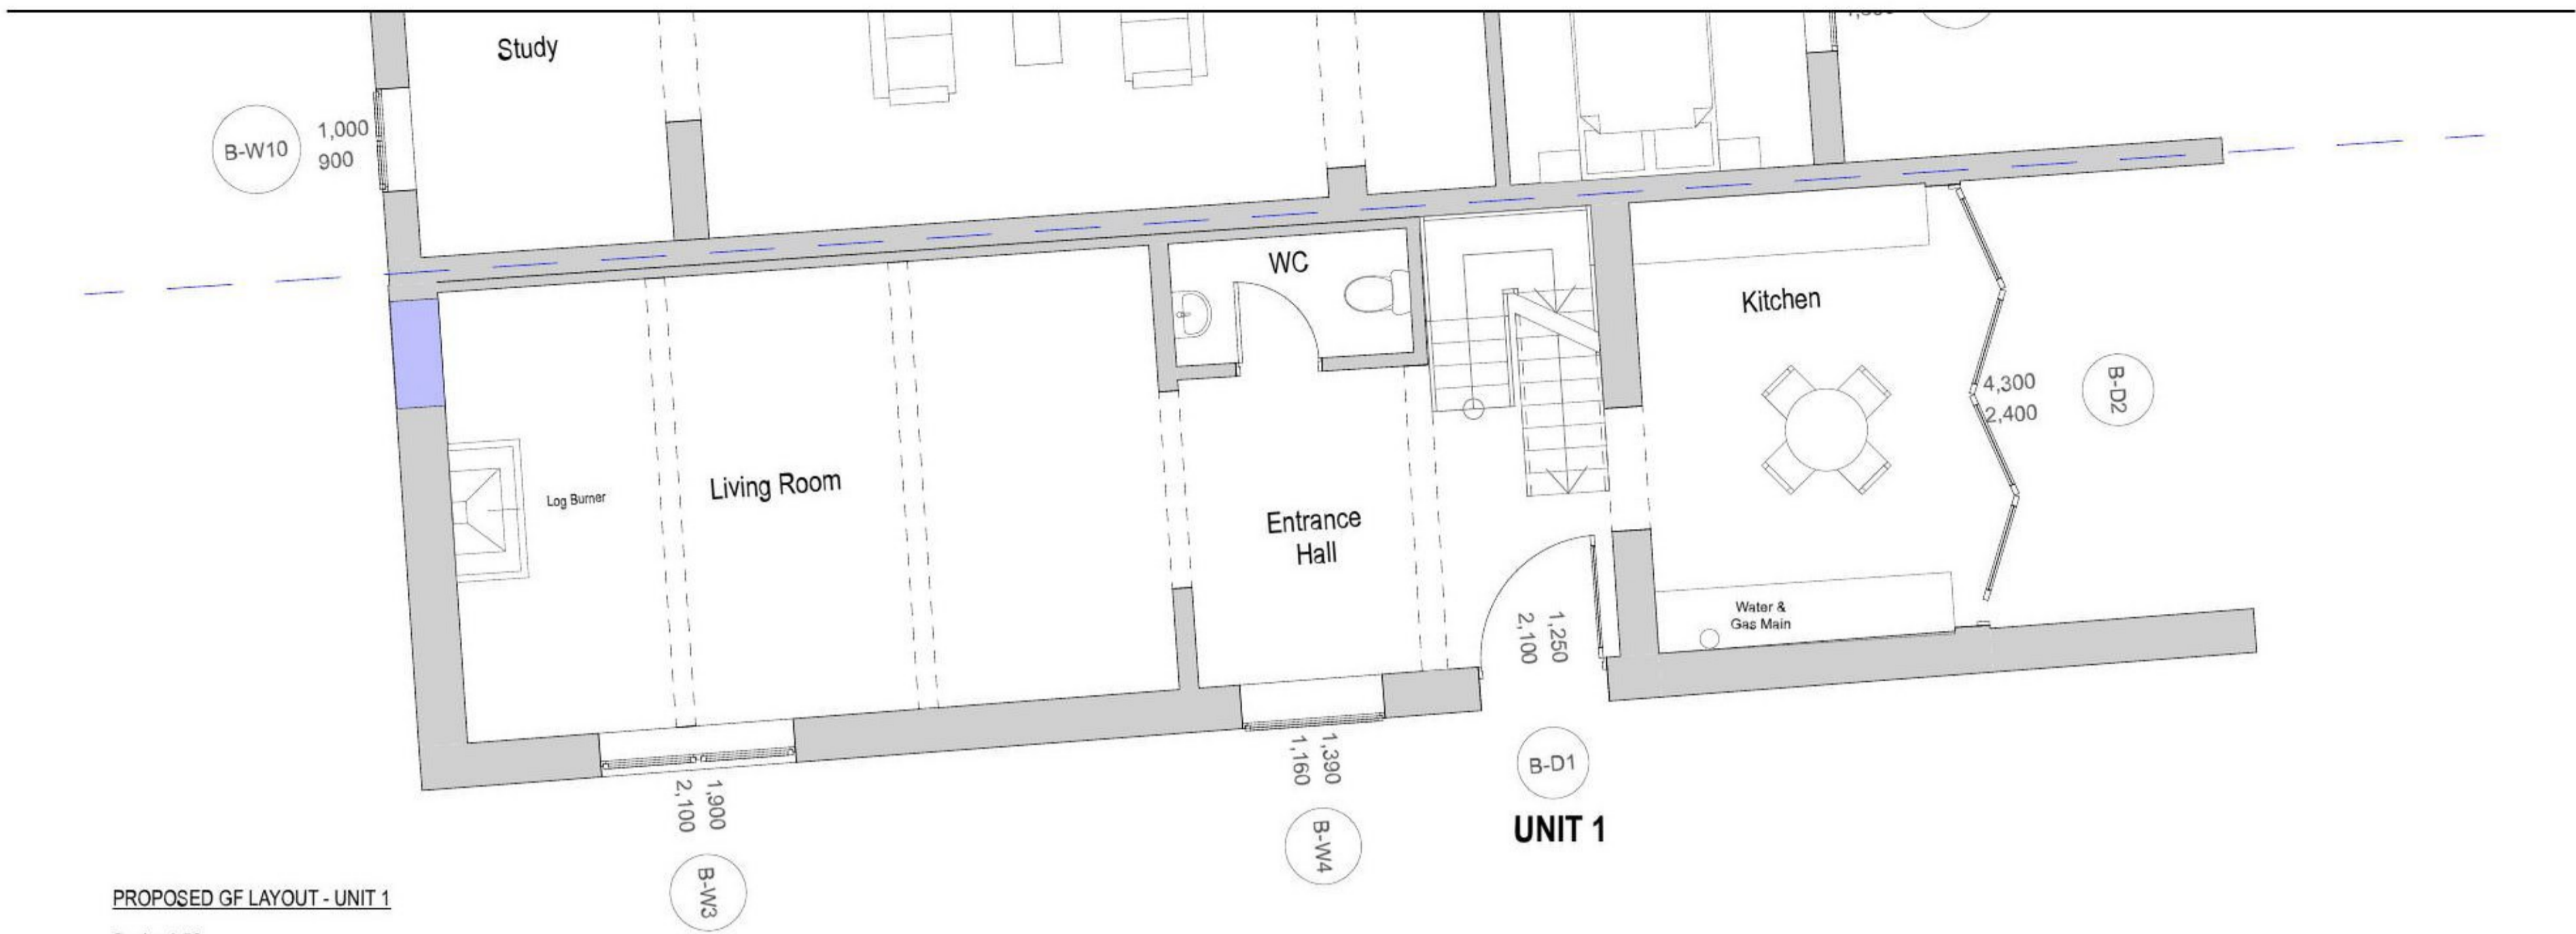 Study
B-W10
1,000
900
WC
Kitchen
4,300
2,400
B-D2
Living Room
Log Burner
Entrance
Hall
Water &
Gas Main
1,250
2,100
1,900
2,100
B-W3
1,390
1,160
B-W4
B-D1
UNIT 1
PROPOSED GF LAYOUT - UNIT 1